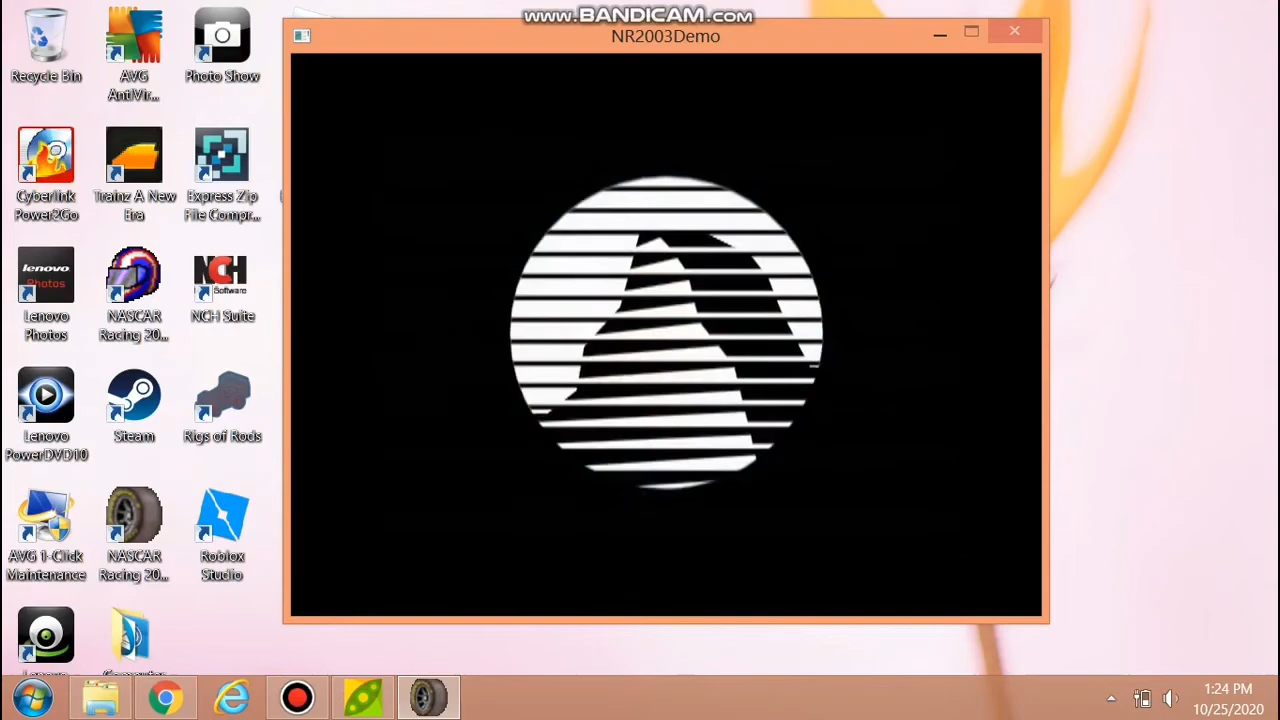 www.BANDICAM.com
NR2003Demo
Recycle Bin
AVG
AntiVir...
Photo Show
Cyberlink
Power2Go
Trainz A New
Era
Express Zip
File Compr...
lenovo
Photos
Lenovo
Photos
NASCAR
Racing 20...
NCH
Software
NCH Suite
Lenovo
PowerDVD10
Steam
Rigs of Rods
AVG 1-Click
Maintenance
NASCAR
Racing 20...
Roblox
Studio
1:24 PM
10/25/2020